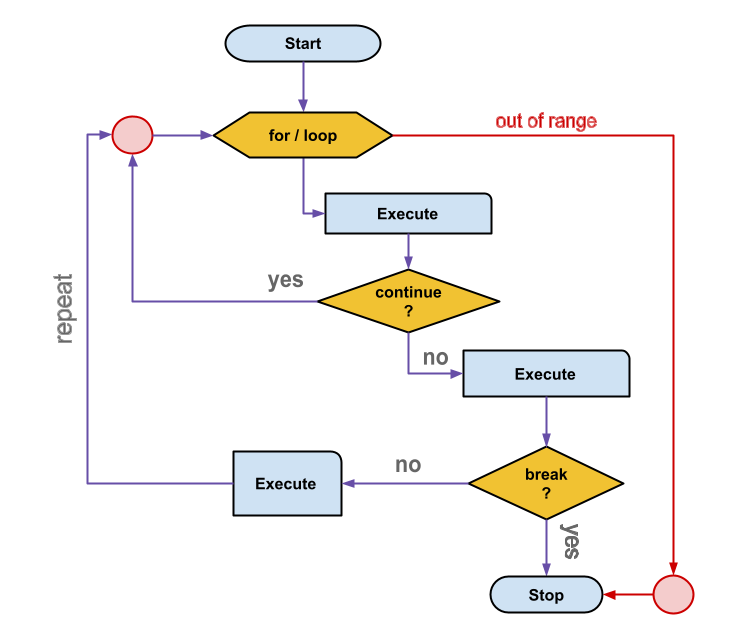 Start
for / loop
out of range
Execute
yes
continue
?
repeat
no
Execute
no
Execute
break
?
yes
Stop